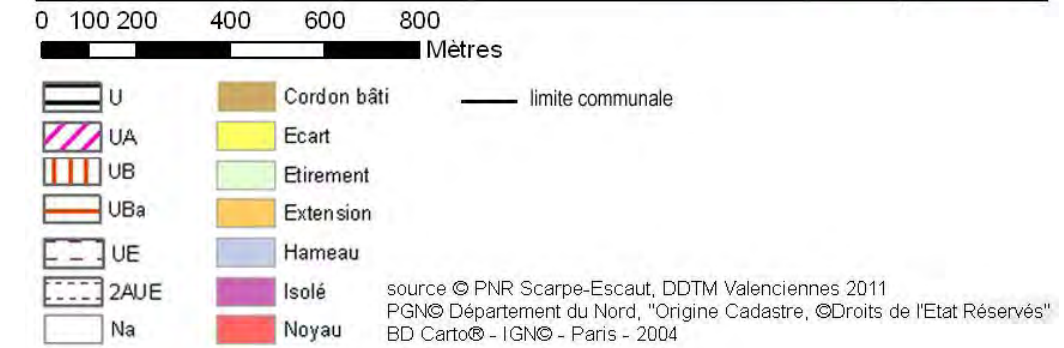 0 100 200 400 600 800
Mètres
U
UA
UB
UBa
UE
2AUE
Na
Cordon bâti
Ecart
Etirement
Extension
Hameau
Isolé
Noyau
limite communale
source © PNR Scarpe-Escaut, DDTM Valenciennes 2011
PGN© Département du Nord, "Origine Cadastre, ©Droits de l'Etat Réservés"
BD Carto® - IGN© - Paris - 2004